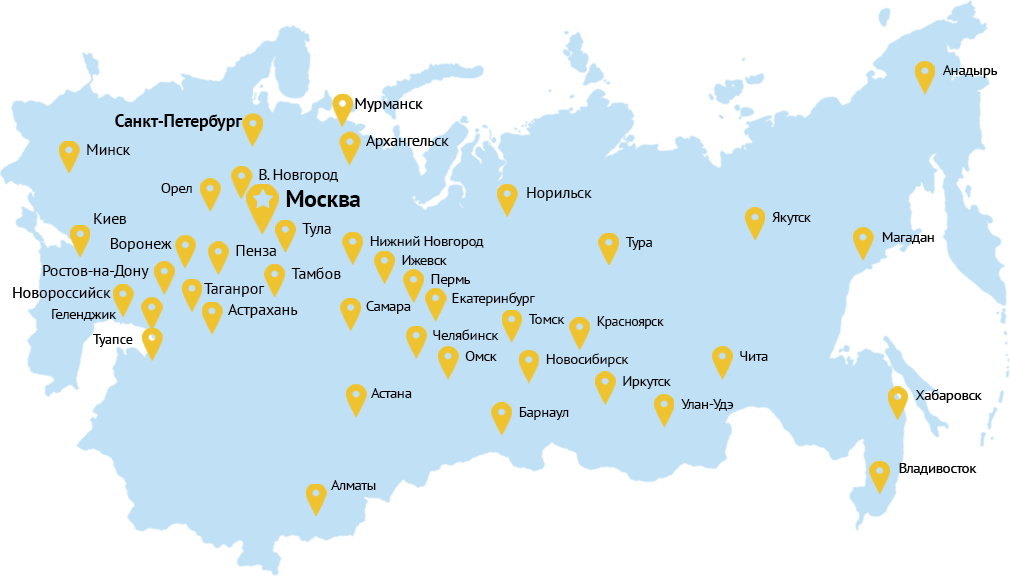 Анадырь
Мурманск
Санкт-Петербург
Архангельск
Минск
В. Новгород
Орел
Норильск
Москва
Киев
Якутск
Тула
Магадан
Воронеж
Нижний Новгород
Тура
Пенза
Ижевск
Ростов-на-Дону
Тамбов
Пермь
Таганрог
Новороссийск
Екатеринбург
Самара
Астрахань
Геленджик
Томск
Красноярск
Туапсе
Челябинск
Омск
Новосибирск
Чита
Иркутск
Астана
Хабаровск
Улан-Удэ
Барнаул
Владивосток
Алматы